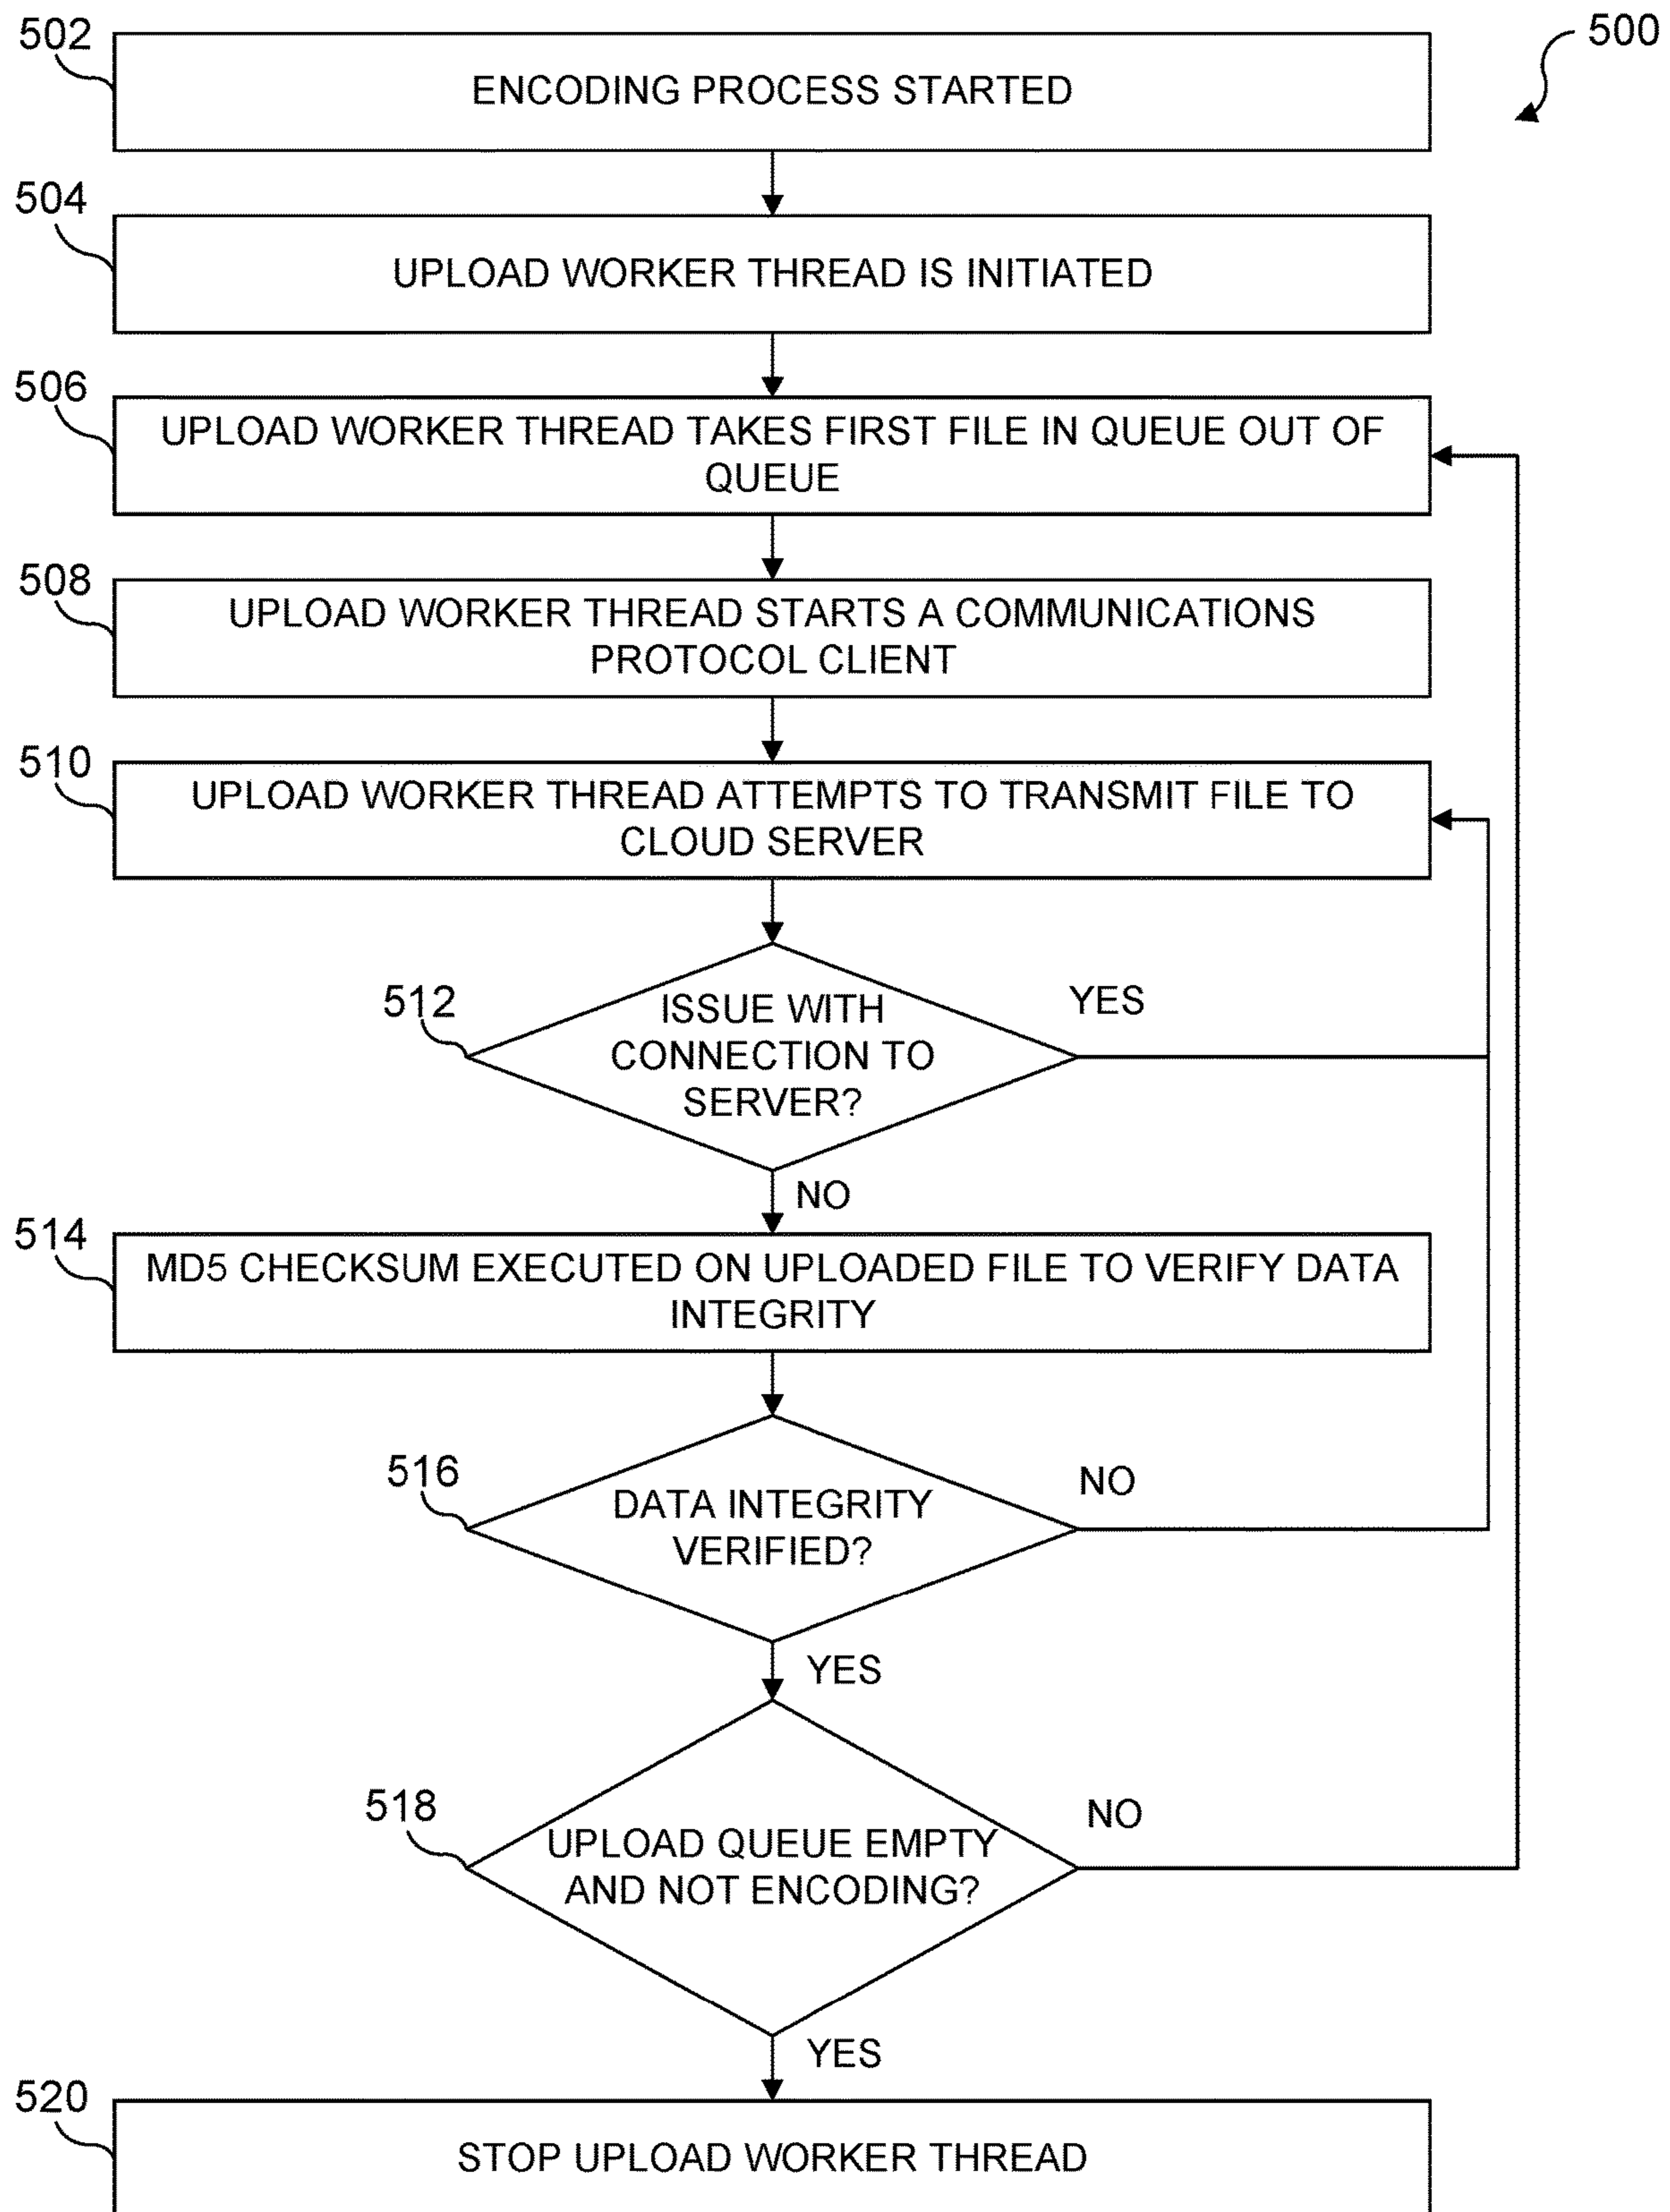 500
502
ENCODING PROCESS STARTED
504
UPLOAD WORKER THREAD IS INITIATED
506
UPLOAD WORKER THREAD TAKES FIRST FILE IN QUEUE OUT OF
QUEUE
508
UPLOAD WORKER THREAD STARTS A COMMUNICATIONS
PROTOCOL CLIENT
510
UPLOAD WORKER THREAD ATTEMPTS TO TRANSMIT FILE TO
CLOUD SERVER
512
ISSUE WITH
CONNECTION TO
SERVER?
YES
NO
514
MD5 CHECKSUM EXECUTED ON UPLOADED FILE TO VERIFY DATA
INTEGRITY
516
DATA INTEGRITY
VERIFIED?
NO
YES
518
UPLOAD QUEUE EMPTY
AND NOT ENCODING?
NO
YES
520
STOP UPLOAD WORKER THREAD